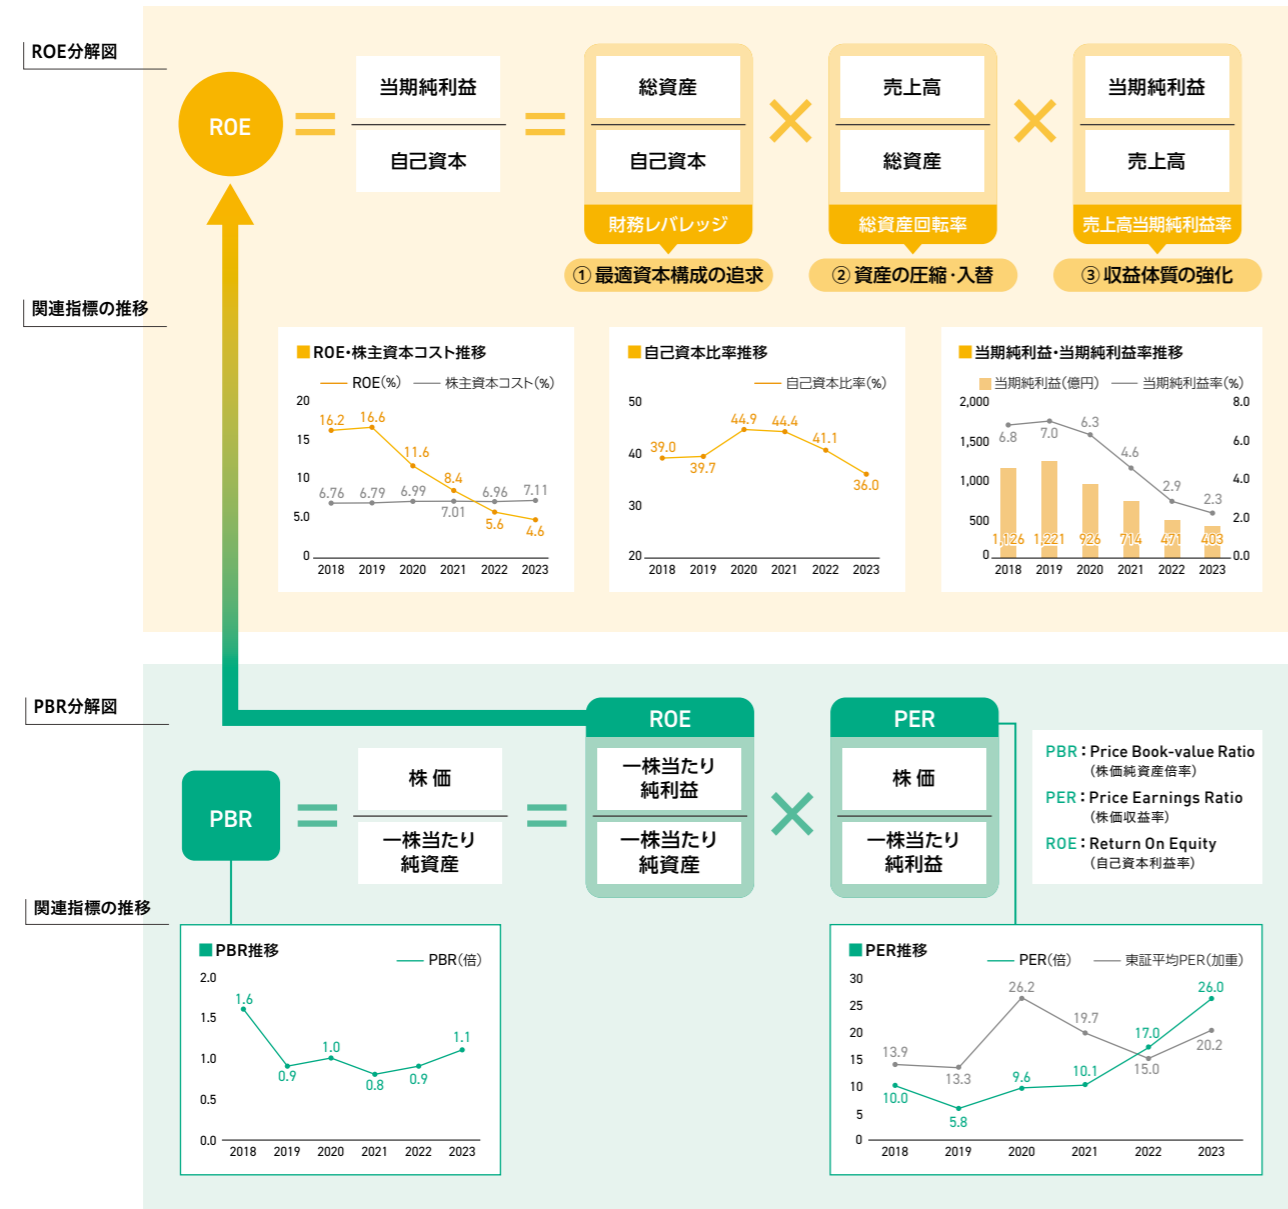 ROE分解図
ROE
=
当期純利益
自己資本
=
総資産
自己資本
財務レバレッジ
① 最適資本構成の追求
×
売上高
総資産
総資産回転率
② 資産の圧縮・入替
×
当期純利益
売上高
売上高当期純利益率
③ 収益体質の強化
関連指標の推移
■ROE・株主資本コスト推移
ROE(%) 株主資本コスト(%)
20
15
10
5.0
0
16.2 16.6 11.6 8.4 5.6 4.6
6.76 6.79 6.99 7.01 6.96 7.11
2018 2019 2020 2021 2022 2023
■自己資本比率推移
自己資本比率(%)
50
40
30
20
39.0 39.7 44.9 44.4 41.1 36.0
2018 2019 2020 2021 2022 2023
■当期純利益・当期純利益率推移
当期純利益(億円) 当期純利益率(%)
2,000
1,500
1,000
500
0
8.0
6.0
4.0
2.0
0.0
6.8 7.0 6.3 4.6 2.9 2.3
1,126 1,221 926 714 471 403
2018 2019 2020 2021 2022 2023
PBR分解図
PBR
=
株価
一株当たり
純資産
=
ROE
一株当たり
純利益
一株当たり
純資産
×
PER
株価
一株当たり
純利益
PBR：Price Book-value Ratio
(株価純資産倍率)
PER：Price Earnings Ratio
(株価収益率)
ROE：Return On Equity
(自己資本利益率)
関連指標の推移
■PBR推移
PBR(倍)
2.0
1.5
1.0
0.5
0.0
1.6 0.9 1.0 0.8 0.9 1.1
2018 2019 2020 2021 2022 2023
■PER推移
PER(倍) 東証平均PER(加重)
30
25
20
15
10
5
0
13.9 13.3 26.2 19.7 15.0 20.2
10.0 5.8 9.6 10.1 17.0 26.0
2018 2019 2020 2021 2022 2023